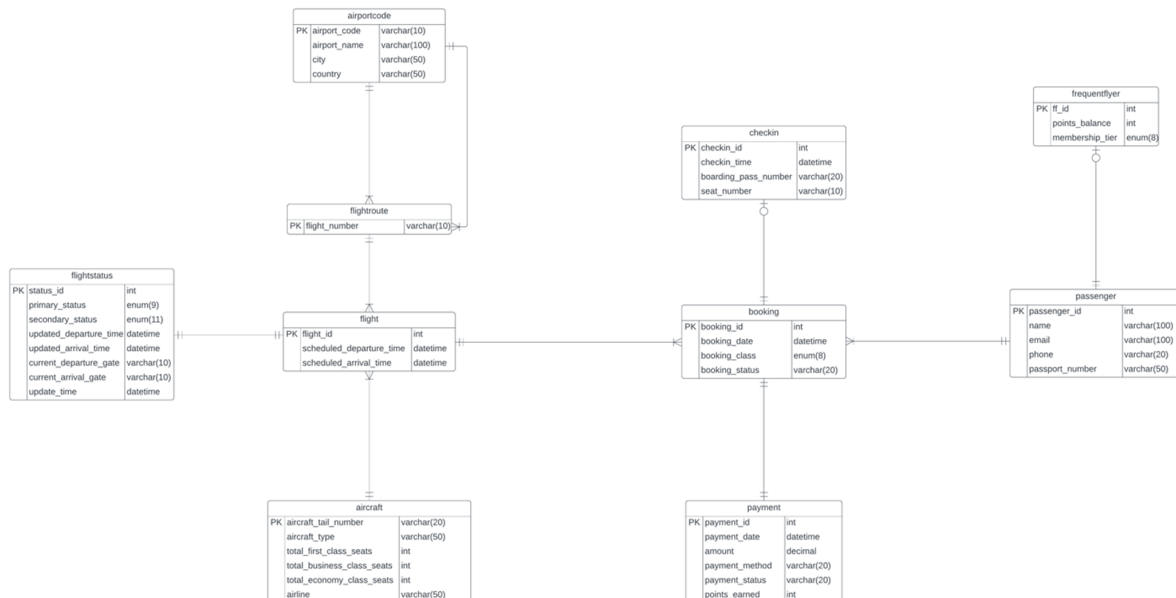 airportcode
PK airport_code varchar(10)
airport_name varchar(100)
city varchar(50)
country varchar(50)
frequentflyer
PK ff_id int
points_balance int
membership_tier enum(8)
checkin
PK checkin_id int
checkin_time datetime
boarding_pass_number varchar(20)
seat_number varchar(10)
flightroute
PK flight_number varchar(10)
flightstatus
PK status_id int
primary_status enum(9)
secondary_status enum(11)
updated_departure_time datetime
updated_arrival_time datetime
current_departure_gate varchar(10)
current_arrival_gate varchar(10)
update_time datetime
flight
PK flight_id int
scheduled_departure_time datetime
scheduled_arrival_time datetime
booking
PK booking_id int
booking_date datetime
booking_class enum(8)
booking_status varchar(20)
passenger
PK passenger_id int
name varchar(100)
email varchar(100)
phone varchar(20)
passport_number varchar(50)
aircraft
PK aircraft_tail_number varchar(20)
aircraft_type varchar(50)
total_first_class_seats int
total_business_class_seats int
total_economy_class_seats int
airline varchar(50)
payment
PK payment_id int
payment_date datetime
amount decimal
payment_method varchar(20)
payment_status varchar(20)
points_earned int